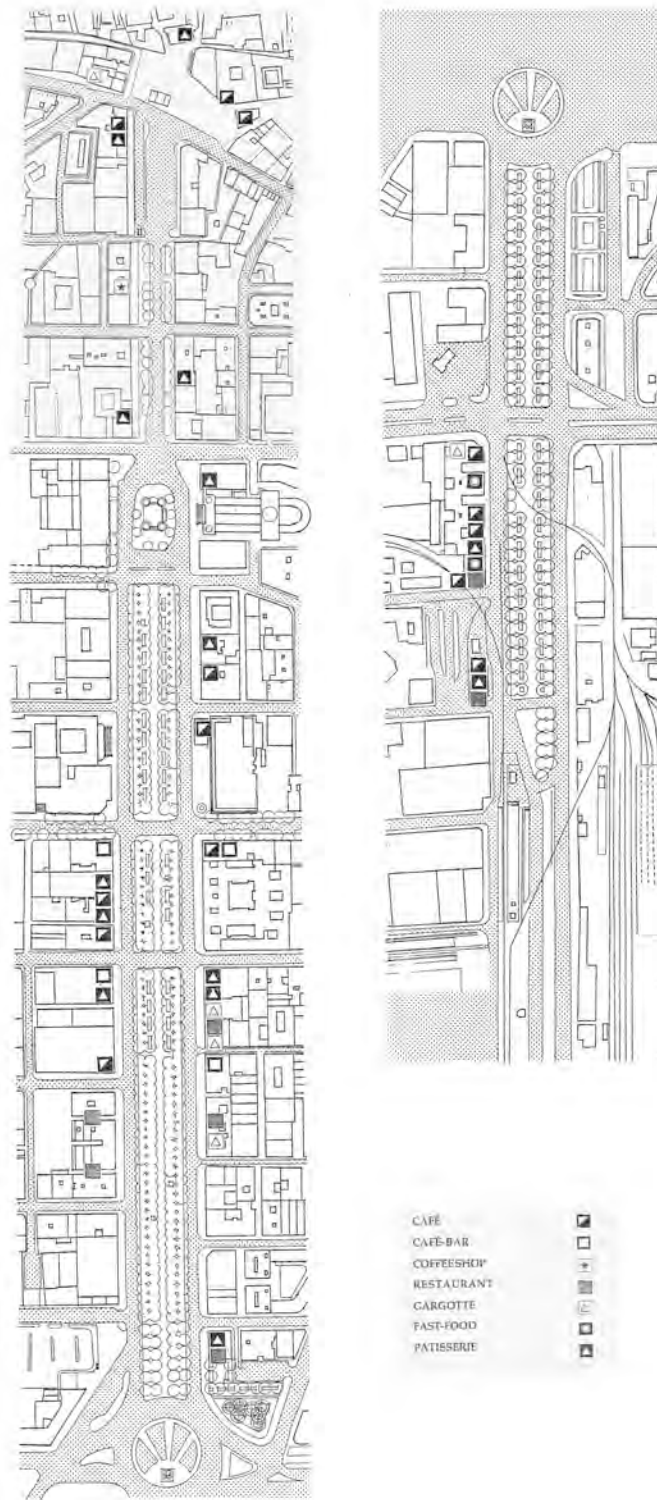 CAFÉ
CAFÉ-BAR
COFFEESHOP
RESTAURANT
GARGOTTE
FAST-FOOD
PATISSERIE